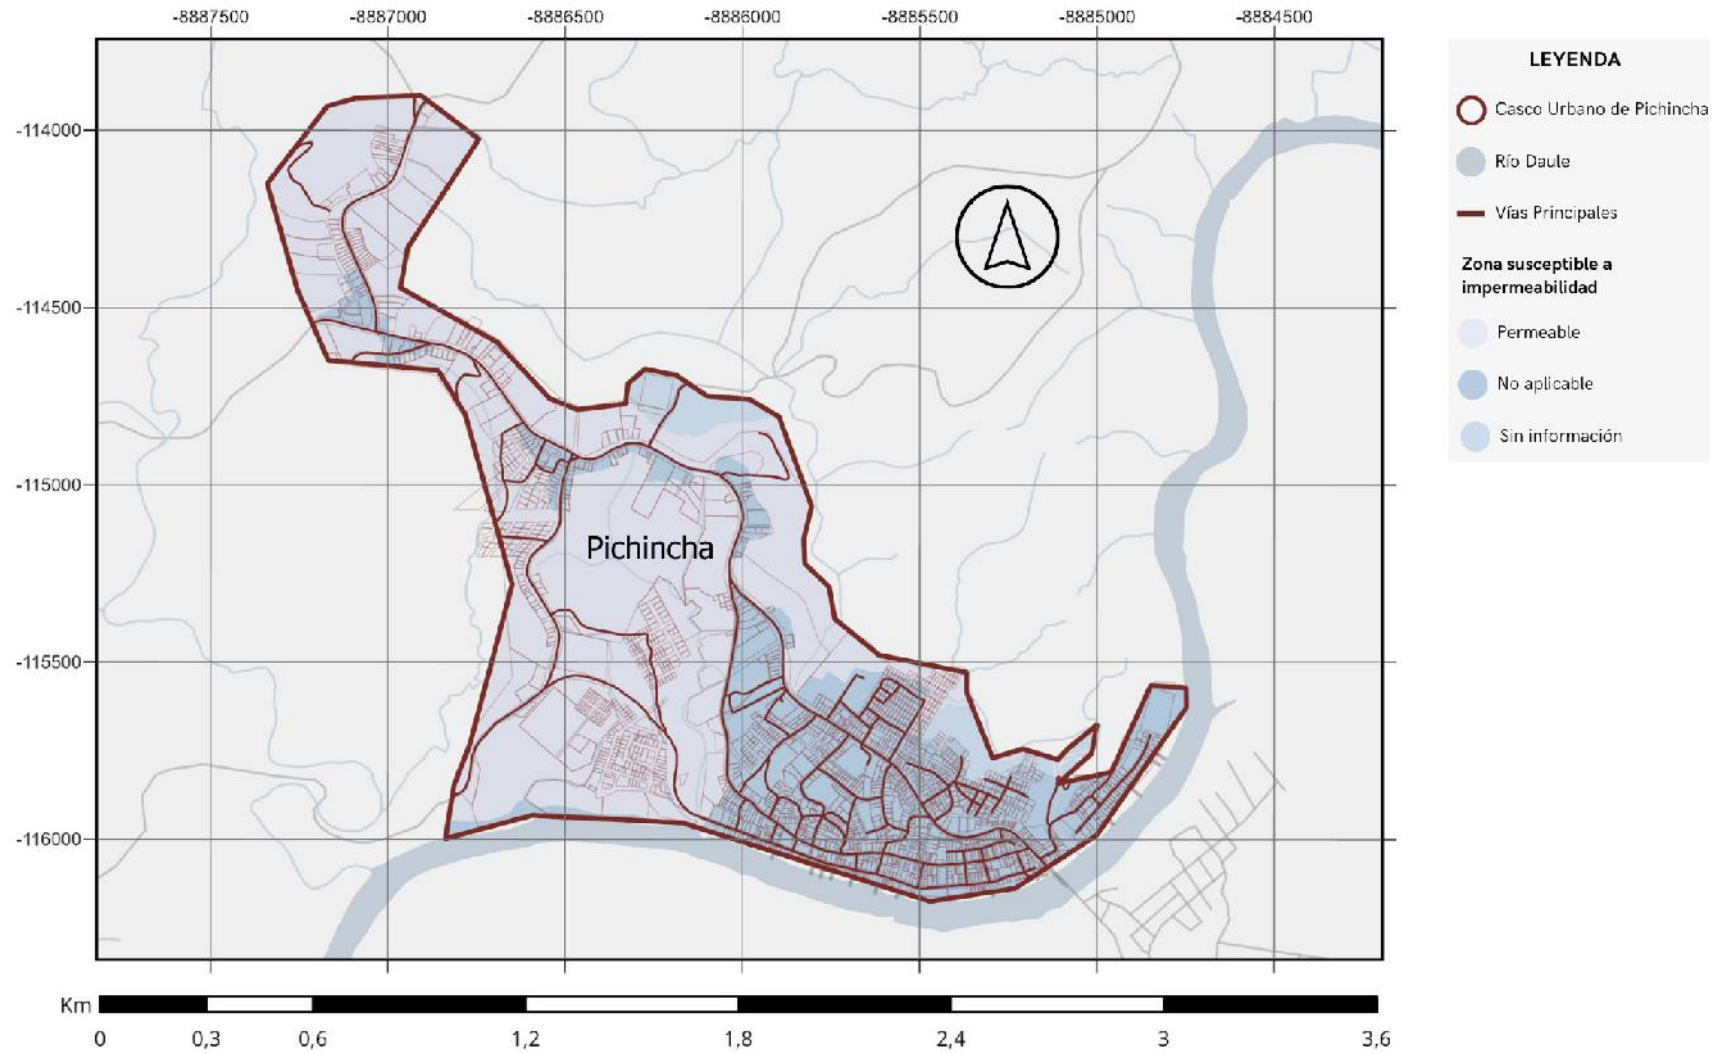 -8887500
-8887000
-8886500
-8886000
-8885500
-8885000
-8884500
-114000
-114500
-115000
-115500
-116000
Pichincha
LEYENDA
Casco Urbano de Pichincha
Río Daule
Vías Principales
Zona susceptible a
impermeabilidad
Permeable
No aplicable
Sin información
Km
0
0,3
0,6
1,2
1,8
2,4
3
3,6